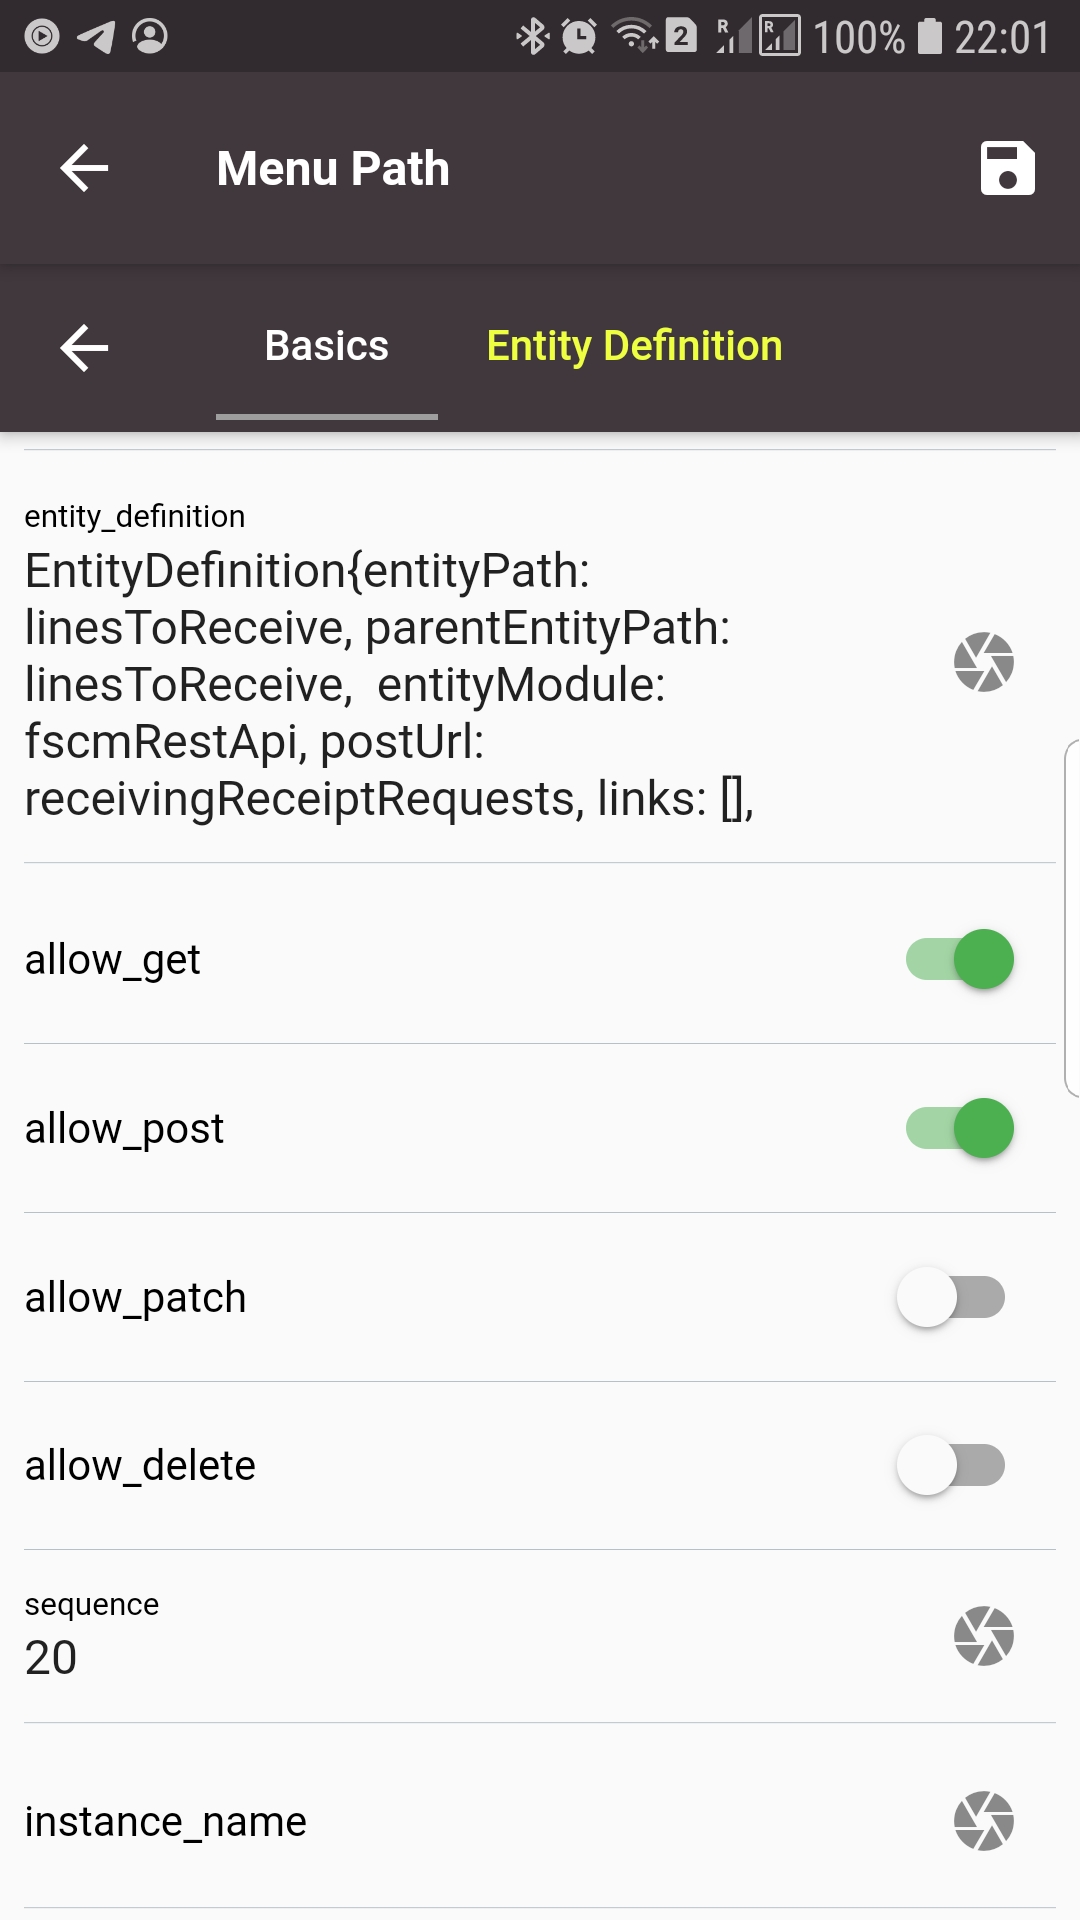 2 R R 100% 22:01
Menu Path
Basics Entity Definition
entity_definition
EntityDefinition{entityPath:
linesToReceive, parentEntityPath:
linesToReceive,  entityModule:
fscmRestApi, postUrl:
receivingReceiptRequests, links: [],
allow_get
allow_post
allow_patch
allow_delete
sequence
20
instance_name